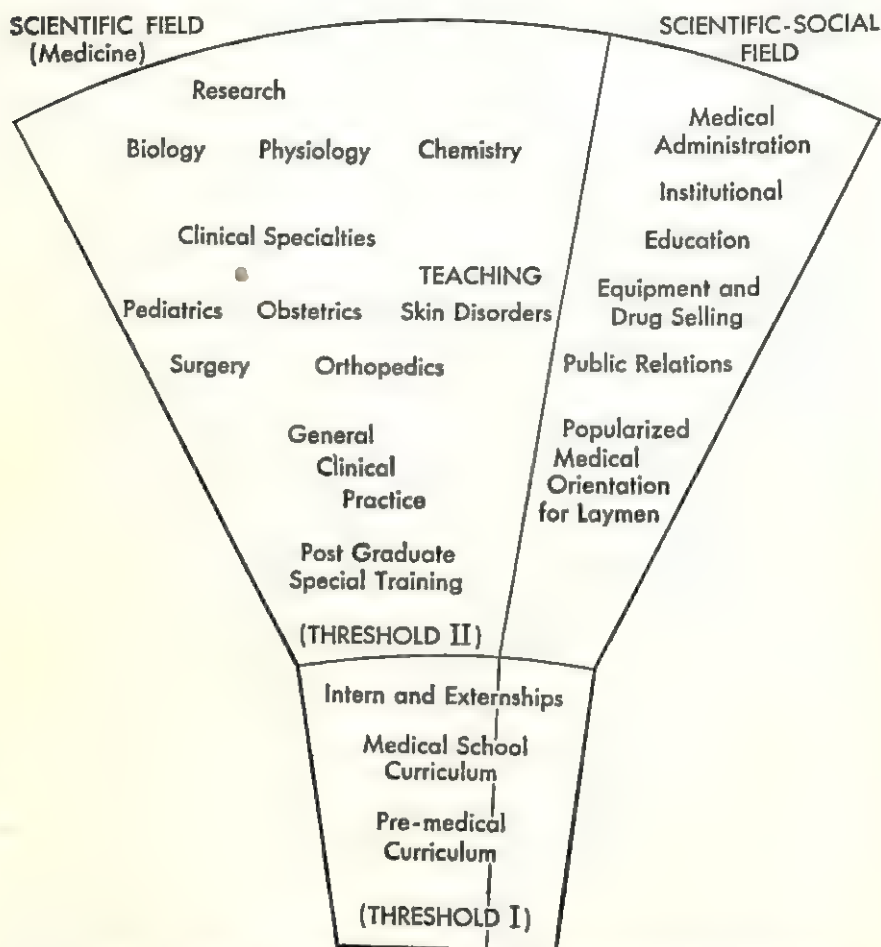 SCIENTIFIC FIELD
(Medicine)
SCIENTIFIC-SOCIAL
FIELD
Research
Biology Physiology Chemistry
Clinical Specialties
TEACHING
Pediatrics Obstetrics Skin Disorders
Surgery Orthopedics
General
Clinical
Practice
Post Graduate
Special Training
(THRESHOLD II)
Medical
Administration
Institutional
Education
Equipment and
Drug Selling
Public Relations
Popularized
Medical
Orientation
for Laymen
Intern and Externships
Medical School
Curriculum
Pre-medical
Curriculum
(THRESHOLD I)